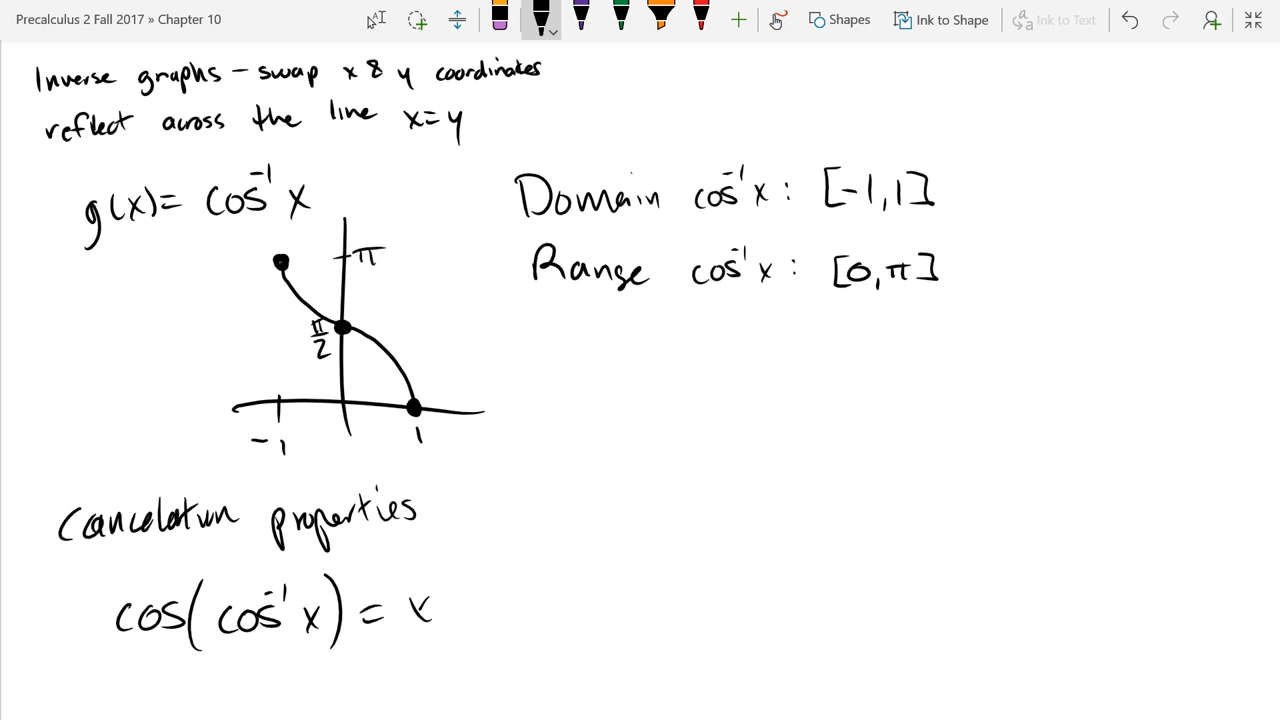 Precalculus 2 Fall 2017 » Chapter 10
Shapes
Ink to Shape
Ink to Text
Inverse graphs – swap x & y coordinates
reflect across the line x=y
g(x)= cos⁻¹ x
Domain cos⁻¹x : [-1,1]
Range cos⁻¹x : [0,π]
π
π/2
-1
1
Cancelation properties
cos(cos⁻¹ x) = x